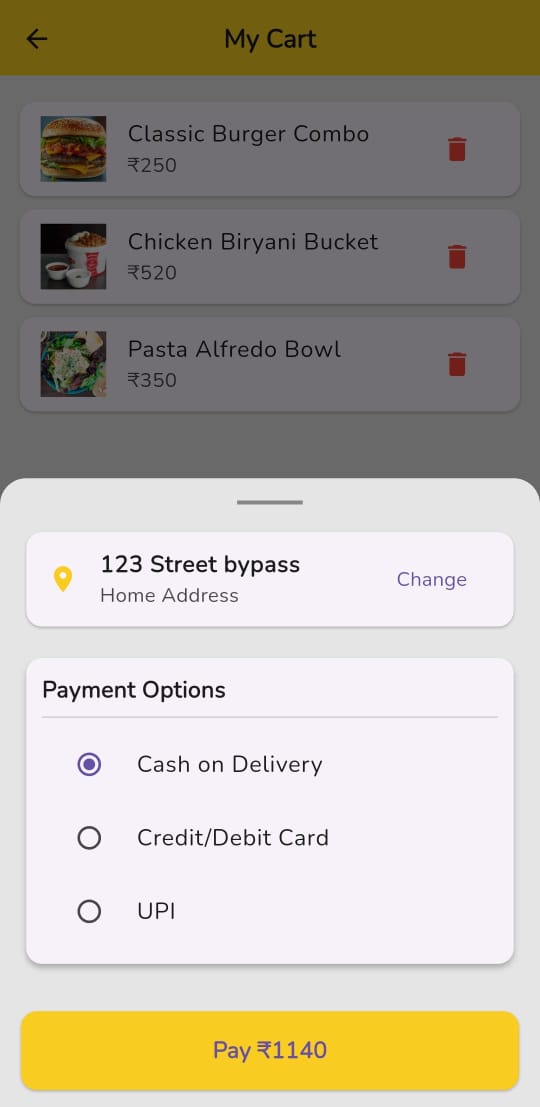 My Cart
Classic Burger Combo
₹250
Chicken Biryani Bucket
₹520
Pasta Alfredo Bowl
₹350
123 Street bypass
Home Address
Change
Payment Options
Cash on Delivery
Credit/Debit Card
UPI
Pay ₹1140